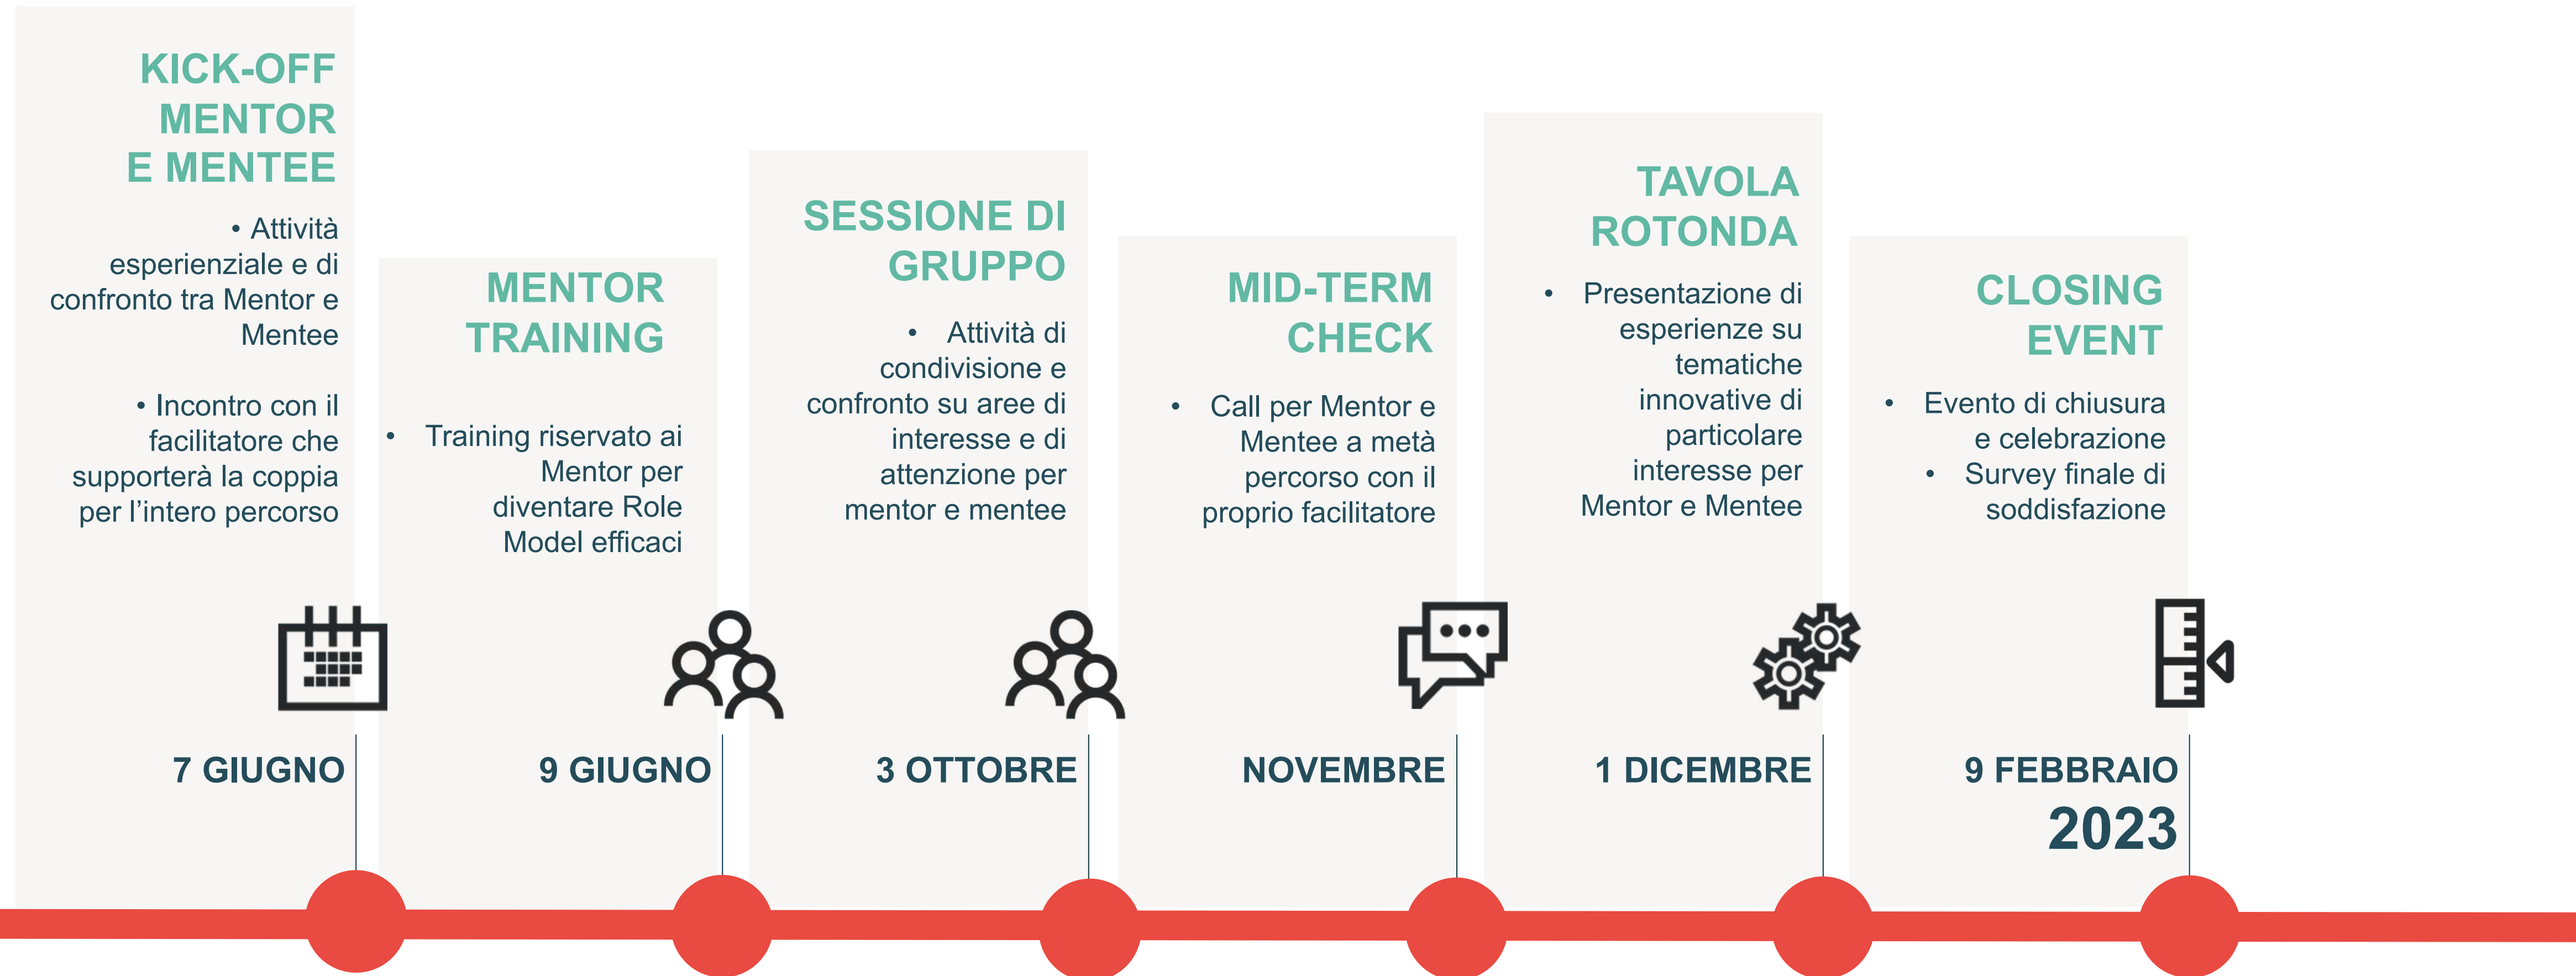 KICK-OFF
MENTOR
E MENTEE
• Attività
esperienziale e di
confronto tra Mentor e
Mentee
• Incontro con il
facilitatore che
supporterà la coppia
per l’intero percorso
7 GIUGNO
MENTOR
TRAINING
• Training riservato ai
Mentor per
diventare Role
Model efficaci
9 GIUGNO
SESSIONE DI
GRUPPO
• Attività di
condivisione e
confronto su aree di
interesse e di
attenzione per
mentor e mentee
3 OTTOBRE
MID-TERM
CHECK
• Call per Mentor e
Mentee a metà
percorso con il
proprio facilitatore
NOVEMBRE
TAVOLA
ROTONDA
• Presentazione di
esperienze su
tematiche
innovative di
particolare
interesse per
Mentor e Mentee
1 DICEMBRE
CLOSING
EVENT
• Evento di chiusura
e celebrazione
• Survey finale di
soddisfazione
9 FEBBRAIO
2023